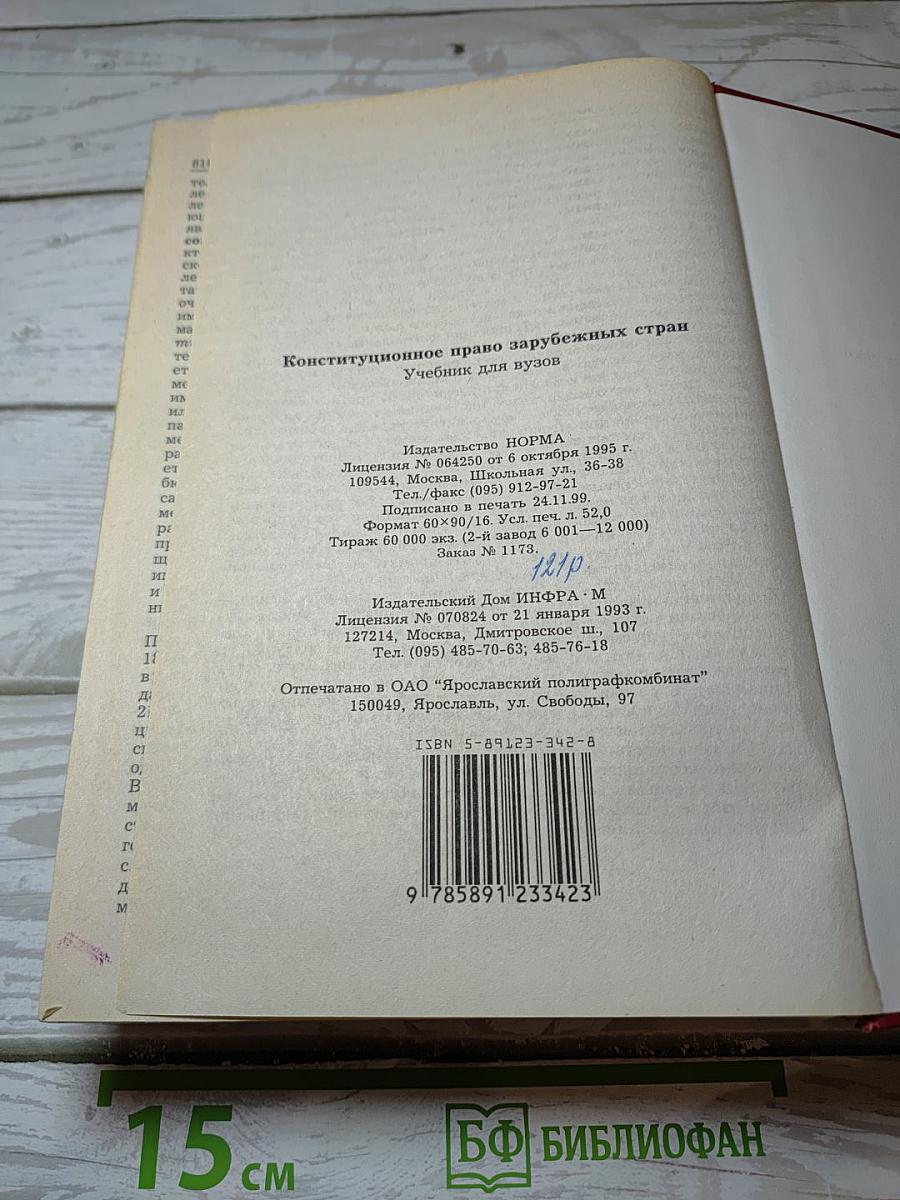 Конституционное право зарубежных стран
Учебник для вузов
Издательство НОРМА
Лицензия № 064250 от 6 октября 1995 г.
109544, Москва, Школьная ул., 36-38
Тел./факс (095) 912-97-21
Подписано в печать 24.11.99.
Формат 60×90/16. Усл. печ. л. 52,0
Тираж 60 000 экз. (2-й завод 6 001—12 000)
Заказ № 1173.
121р.
Издательский Дом ИНФРА · М
Лицензия № 070824 от 21 января 1993 г.
127214, Москва, Дмитровское ш., 107
Тел. (095) 485-70-63; 485-76-18
Отпечатано в ОАО “Ярославский полиграфкомбинат”
150049, Ярославль, ул. Свободы, 97
ISBN 5-89123-342-8
9 785891 233423
15 см
БФ БИБЛИОФАН